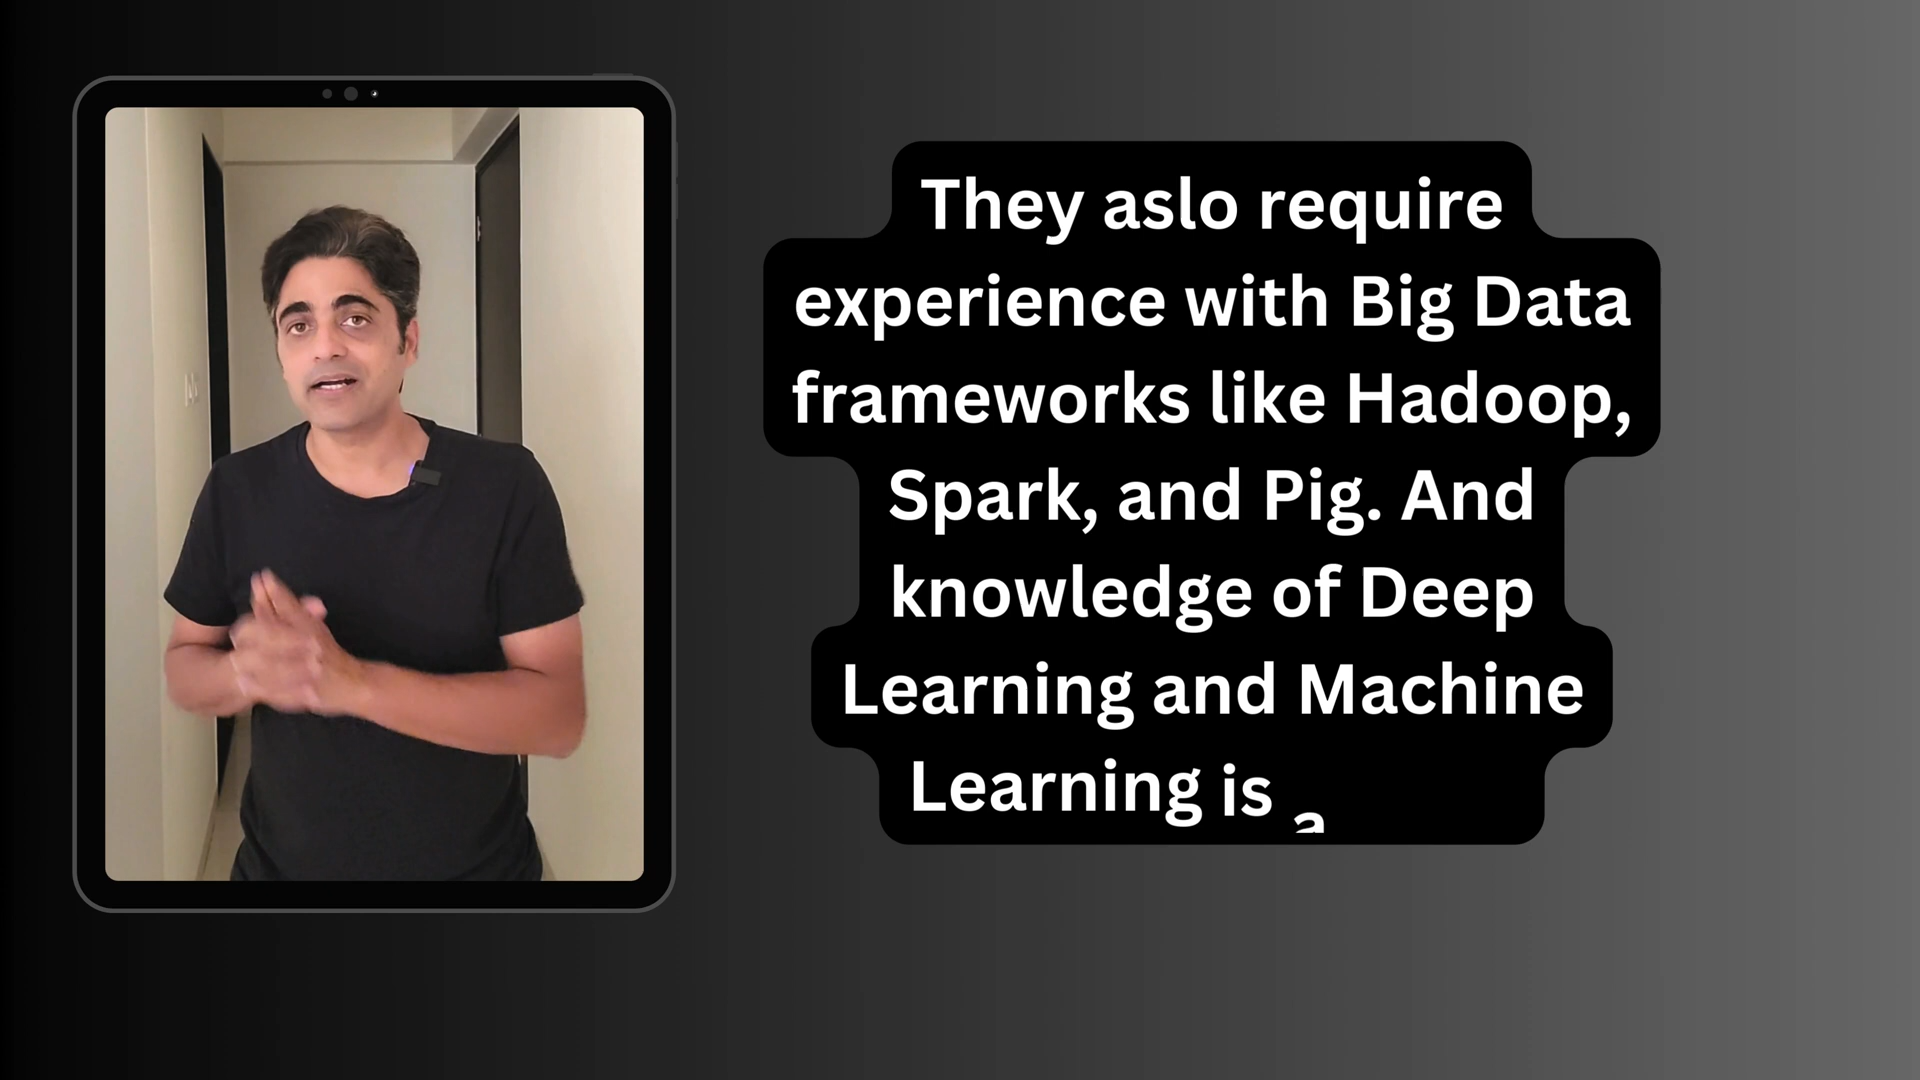 They aslo require
experience with Big Data
frameworks like Hadoop,
Spark, and Pig. And
knowledge of Deep
Learning and Machine
Learning is a